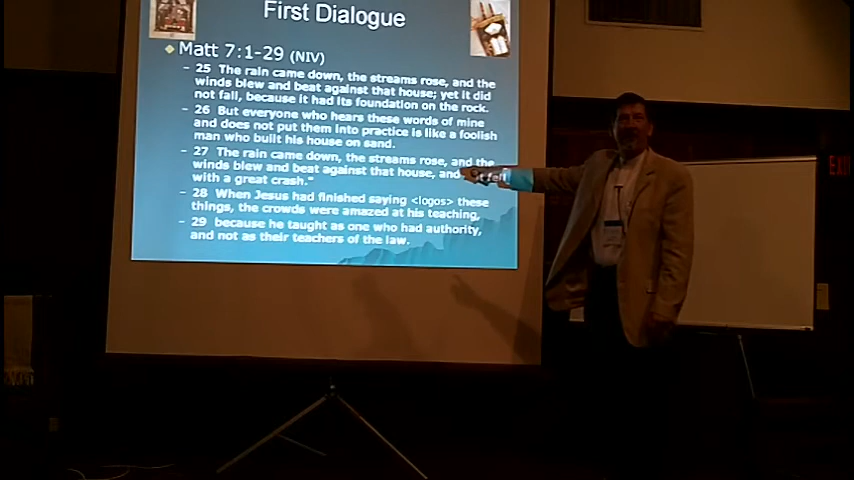 First Dialogue
Matt 7:1-29 (NIV)
– 25 The rain came down, the streams rose, and the
winds blew and beat against that house; yet it did
not fall, because it had its foundation on the rock.
– 26 But everyone who hears these words of mine
and does not put them into practice is like a foolish
man who built his house on sand.
– 27 The rain came down, the streams rose, and the
winds blew and beat against that house, and it fell
with a great crash."
– 28 When Jesus had finished saying <logos> these
things, the crowds were amazed at his teaching,
– 29 because he taught as one who had authority,
and not as their teachers of the law.
EXI